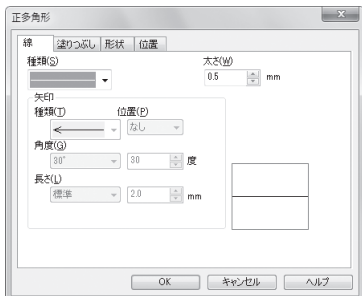 正多角形
線 塗りつぶし 形状 位置
種類(S) 太さ(W)
0.5 mm
矢印
種類(T) 位置(P)
なし
角度(G)
30° 30 度
長さ(L)
標準 2.0 mm
OK キャンセル ヘルプ